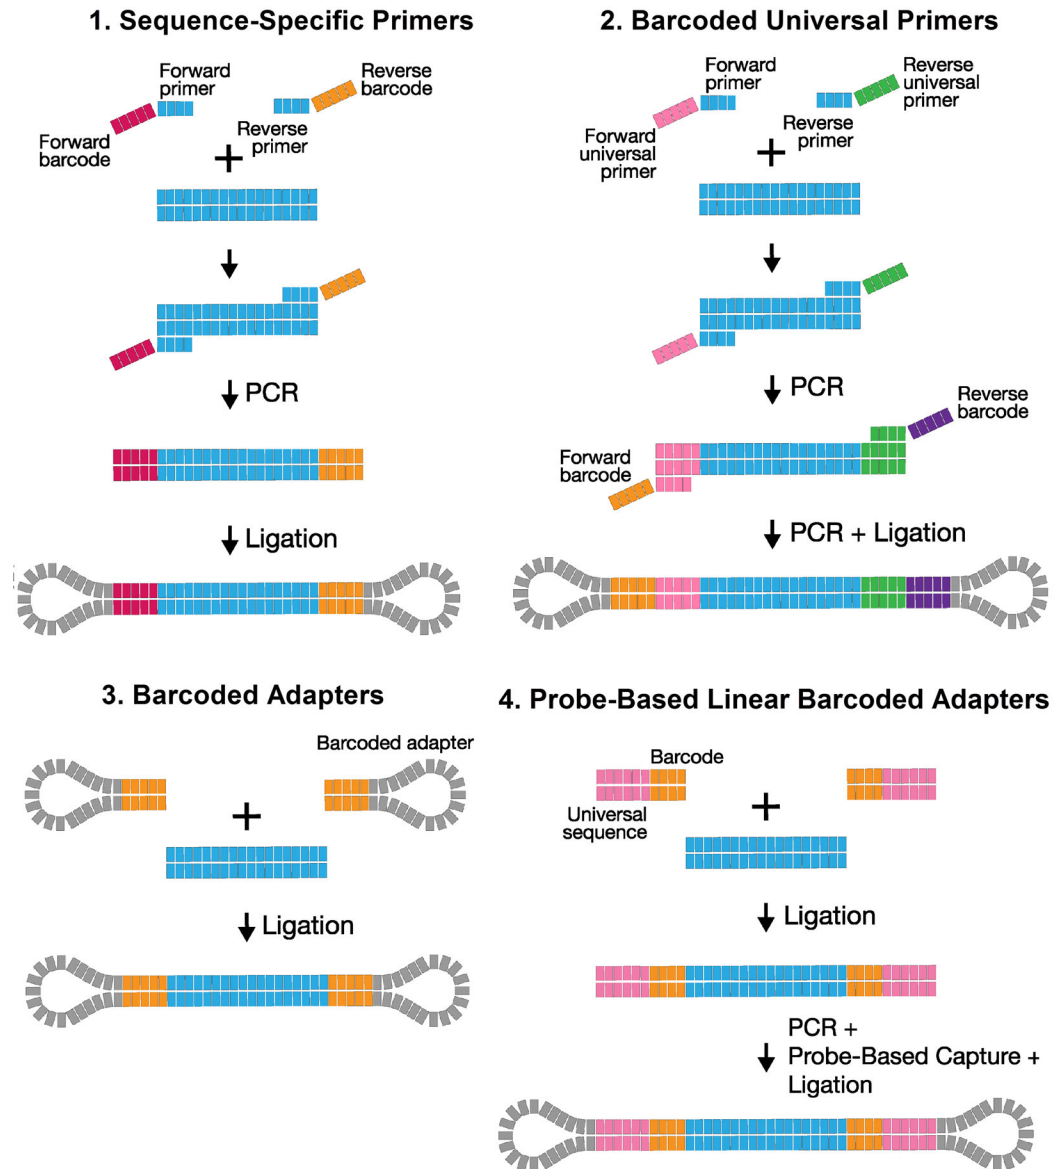 1. Sequence-Specific Primers
Forward
primer
Reverse
barcode
Forward
barcode
Reverse
primer
+
PCR
Ligation
2. Barcoded Universal Primers
Forward
primer
Reverse
universal
primer
Forward
universal
primer
Reverse
primer
+
PCR
Reverse
barcode
Forward
barcode
PCR + Ligation
3. Barcoded Adapters
Barcoded adapter
+
Ligation
4. Probe-Based Linear Barcoded Adapters
Barcode
Universal
sequence
+
Ligation
PCR +
Probe-Based Capture +
Ligation